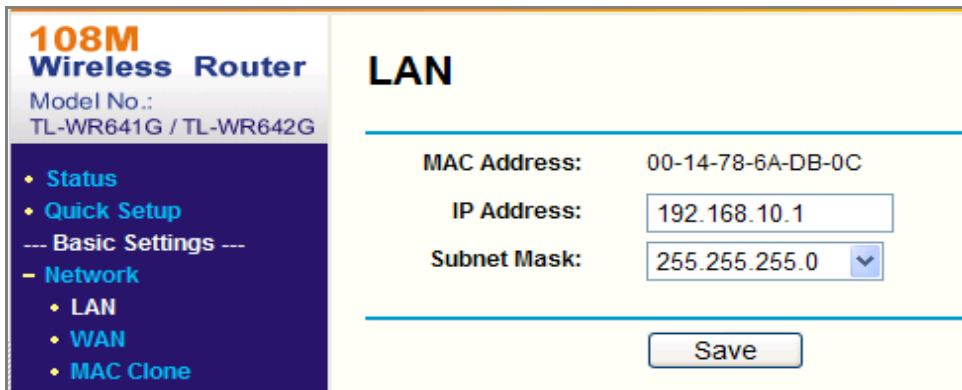 108M
Wireless Router
Model No.:
TL-WR641G / TL-WR642G
• Status
• Quick Setup
--- Basic Settings ---
– Network
• LAN
• WAN
• MAC Clone
LAN
MAC Address: 00-14-78-6A-DB-0C
IP Address: 192.168.10.1
Subnet Mask: 255.255.255.0
Save